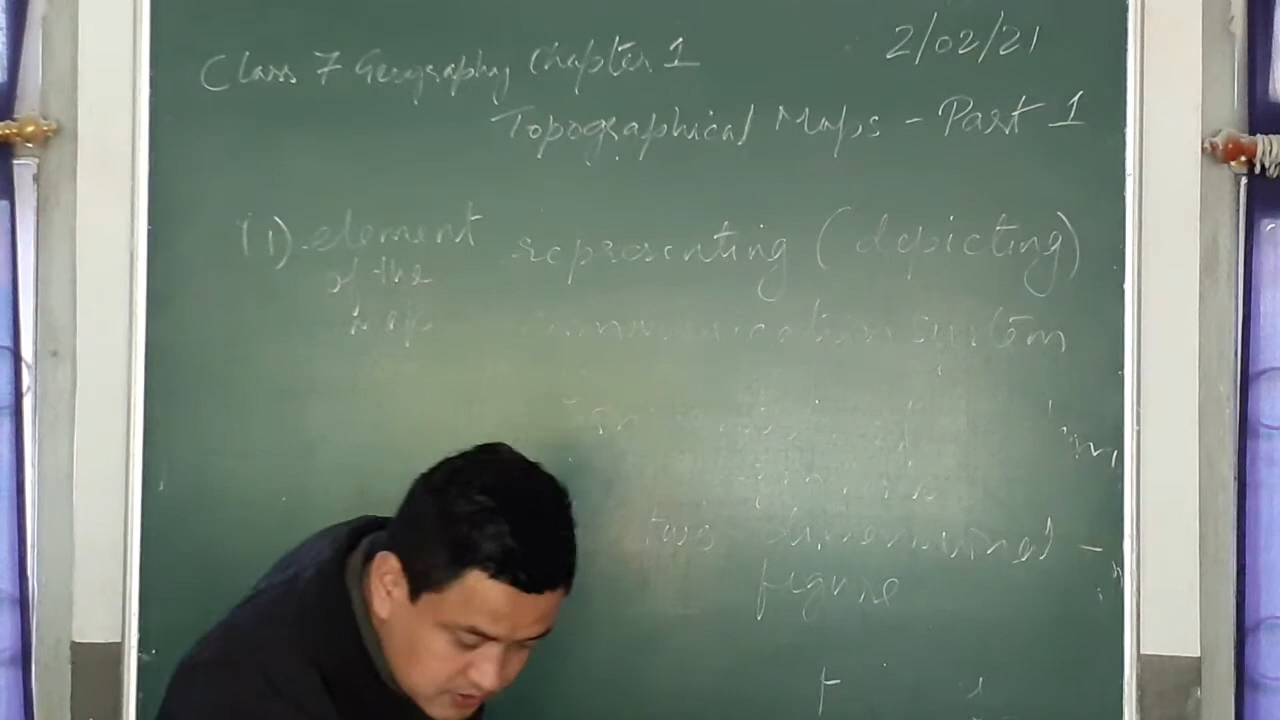 Class 7 Geography Chapter 1
2/02/21
Topographical Maps - Part 1
(1). element representing (depicting)
of the
map communication system
two dimensional -
figure